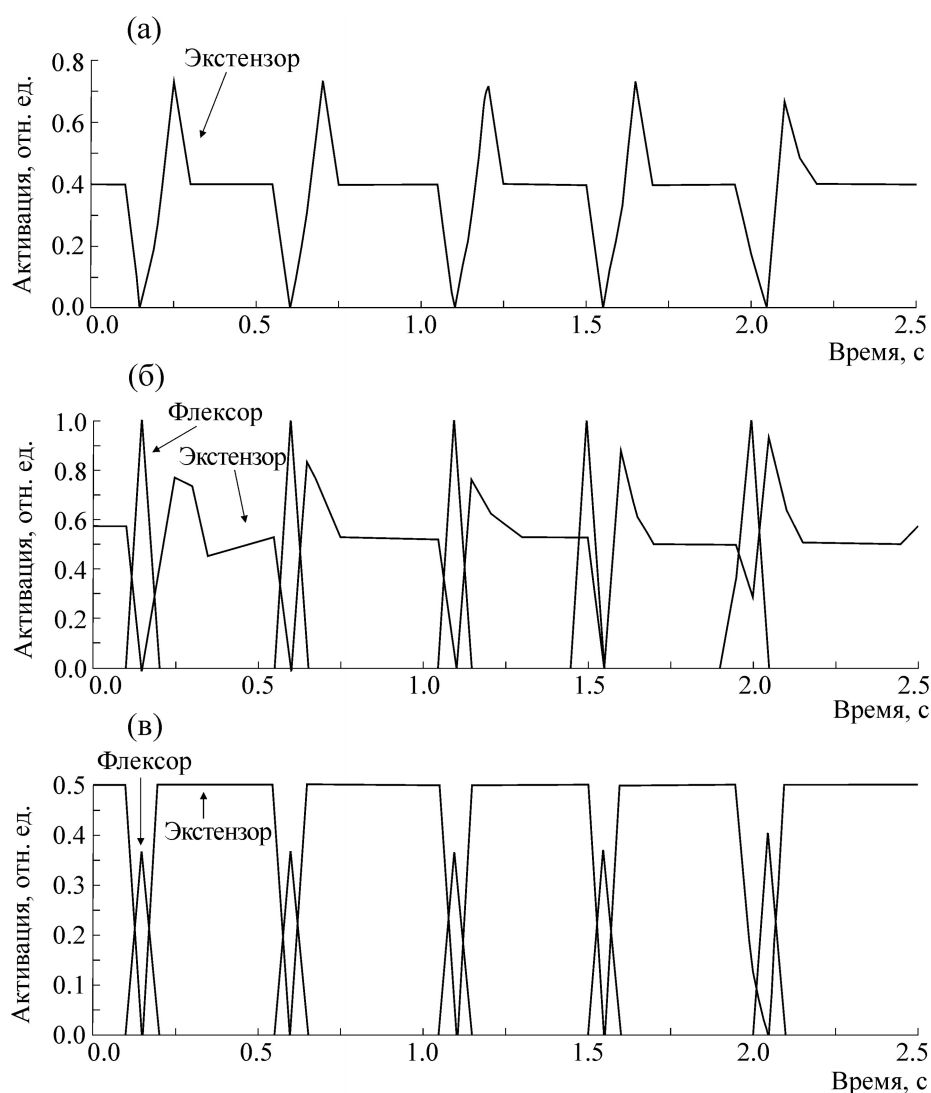 (а)
Экстензор
Активация, отн. ед.
0.8
0.6
0.4
0.2
0.0
0.0 0.5 1.0 1.5 2.0 2.5
Время, с
(б)
Флексор
Экстензор
Активация, отн. ед.
1.0
0.8
0.6
0.4
0.2
0.0
0.0 0.5 1.0 1.5 2.0 2.5
Время, с
(в)
Флексор
Экстензор
Активация, отн. ед.
0.5
0.4
0.3
0.2
0.1
0.0
0.0 0.5 1.0 1.5 2.0 2.5
Время, с